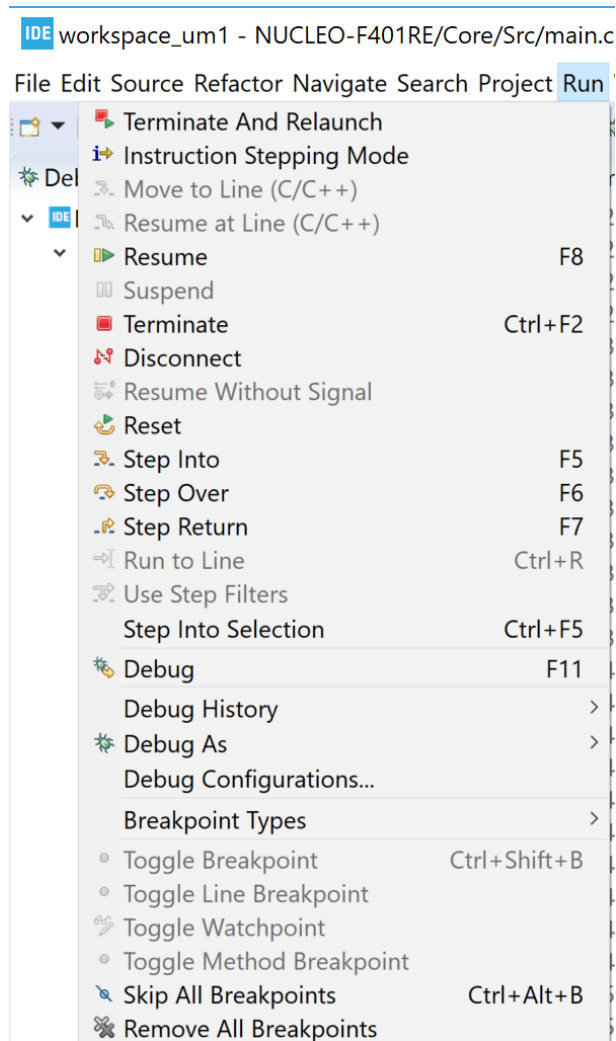 IDE workspace_um1 - NUCLEO-F401RE/Core/Src/main.c
File Edit Source Refactor Navigate Search Project Run
Terminate And Relaunch
Instruction Stepping Mode
Move to Line (C/C++)
Resume at Line (C/C++)
Resume F8
Suspend
Terminate Ctrl+F2
Disconnect
Resume Without Signal
Reset
Step Into F5
Step Over F6
Step Return F7
Run to Line Ctrl+R
Use Step Filters
Step Into Selection Ctrl+F5
Debug F11
Debug History
Debug As
Debug Configurations...
Breakpoint Types
Toggle Breakpoint Ctrl+Shift+B
Toggle Line Breakpoint
Toggle Watchpoint
Toggle Method Breakpoint
Skip All Breakpoints Ctrl+Alt+B
Remove All Breakpoints